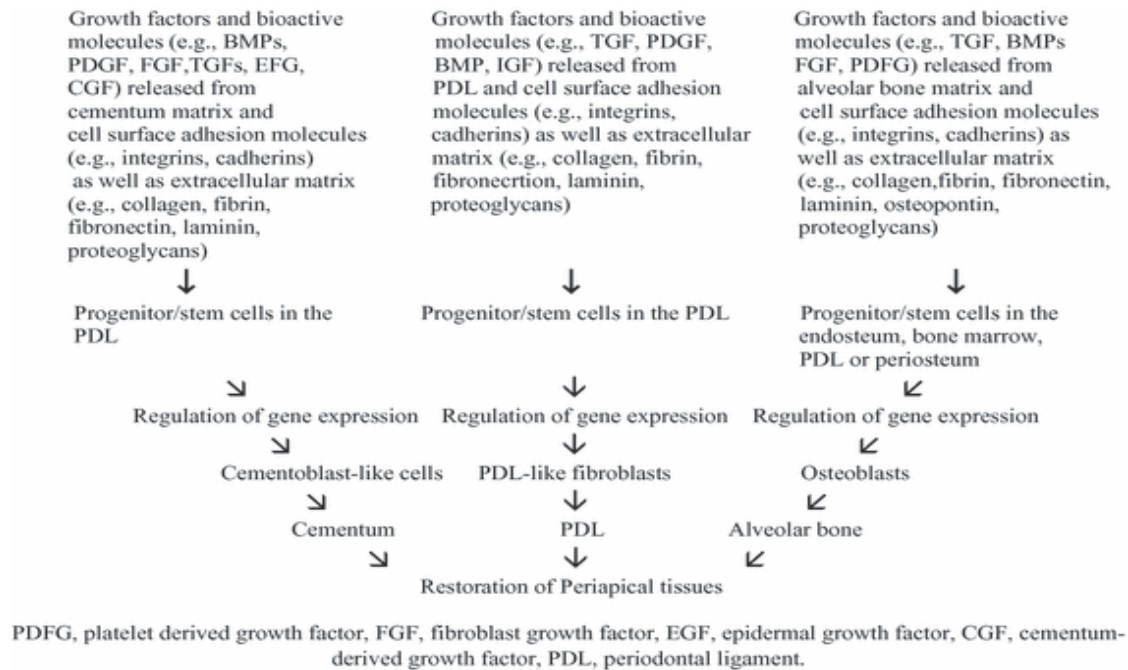 Growth factors and bioactive
molecules (e.g., BMPs,
PDGF, FGF,TGFs, EFG,
CGF) released from
cementum matrix and
cell surface adhesion molecules
(e.g., integrins, cadherins)
as well as extracellular matrix
(e.g., collagen, fibrin,
fibronectin, laminin,
proteoglycans)
Growth factors and bioactive
molecules (e.g., TGF, PDGF,
BMP, IGF) released from
PDL and cell surface adhesion
molecules (e.g., integrins,
cadherins) as well as extracellular
matrix (e.g., collagen, fibrin,
fibronecrtion, laminin,
proteoglycans)
Growth factors and bioactive
molecules (e.g., TGF, BMPs
FGF, PDFG) released from
alveolar bone matrix and
cell surface adhesion molecules
(e.g., integrins, cadherins) as
well as extracellular matrix
(e.g., collagen,fibrin, fibronectin,
laminin, osteopontin,
proteoglycans)
Progenitor/stem cells in the
PDL
Progenitor/stem cells in the PDL
Progenitor/stem cells in the
endosteum, bone marrow,
PDL or periosteum
Regulation of gene expression
Regulation of gene expression
Regulation of gene expression
Cementoblast-like cells
PDL-like fibroblasts
Osteoblasts
Cementum
PDL
Alveolar bone
Restoration of Periapical tissues
PDFG, platelet derived growth factor, FGF, fibroblast growth factor, EGF, epidermal growth factor, CGF, cementum-
derived growth factor, PDL, periodontal ligament.